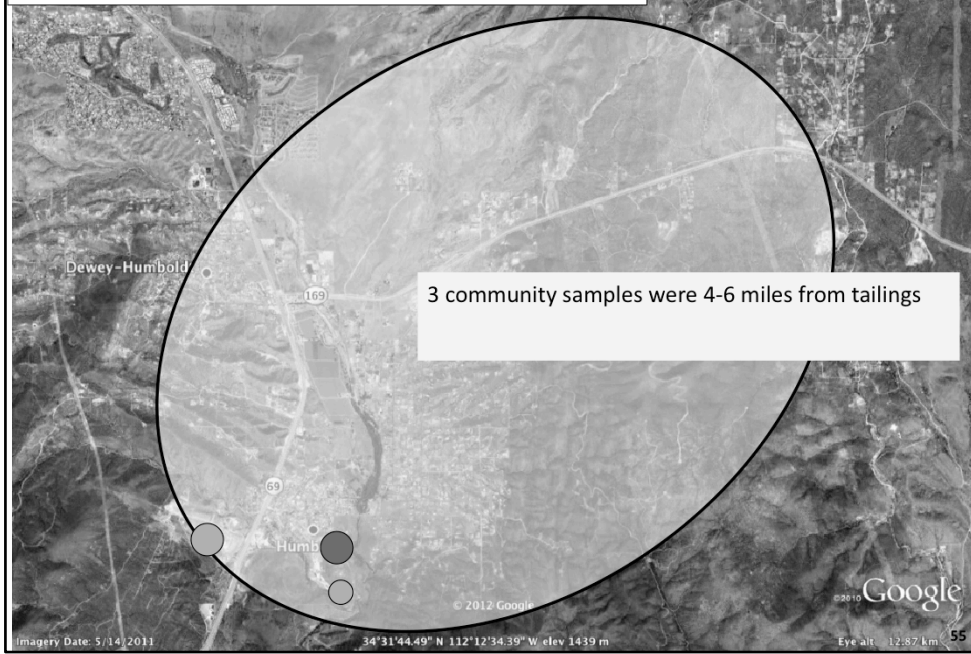 Dewey-Humbold
169
3 community samples were 4-6 miles from tailings
69
Humb
© 2012 Google
©2010 Google
Imagery Date: 5/14/2011
34°31'44.49" N 112°12'34.39" W elev 1439 m
Eye alt 12.87 km
55